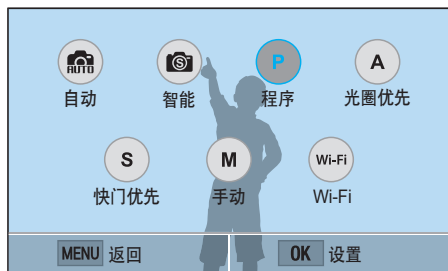 AUTO S P A
自动 智能 程序 光圈优先
S M Wi-Fi
快门优先 手动 Wi-Fi
MENU 返回 OK 设置